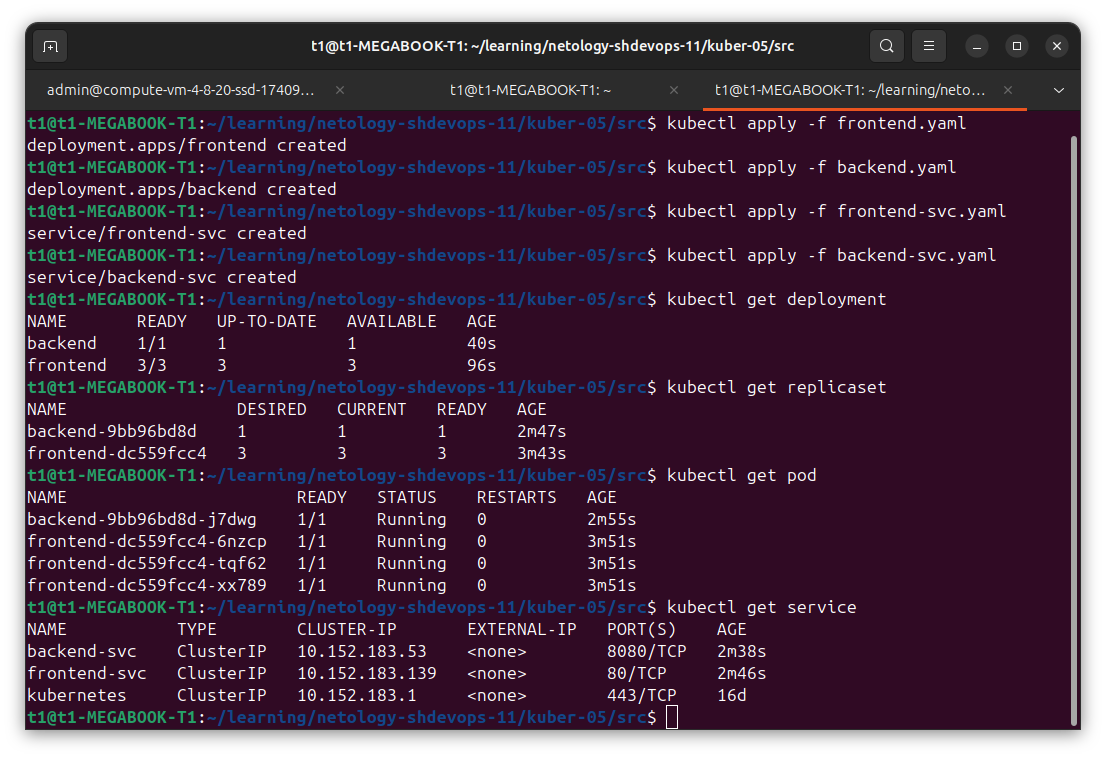 t1@t1-MEGABOOK-T1: ~/learning/netology-shdevops-11/kuber-05/src
admin@compute-vm-4-8-20-ssd-17409… t1@t1-MEGABOOK-T1: ~ t1@t1-MEGABOOK-T1: ~/learning/neto…
t1@t1-MEGABOOK-T1:~/learning/netology-shdevops-11/kuber-05/src$ kubectl apply -f frontend.yaml
deployment.apps/frontend created
t1@t1-MEGABOOK-T1:~/learning/netology-shdevops-11/kuber-05/src$ kubectl apply -f backend.yaml
deployment.apps/backend created
t1@t1-MEGABOOK-T1:~/learning/netology-shdevops-11/kuber-05/src$ kubectl apply -f frontend-svc.yaml
service/frontend-svc created
t1@t1-MEGABOOK-T1:~/learning/netology-shdevops-11/kuber-05/src$ kubectl apply -f backend-svc.yaml
service/backend-svc created
t1@t1-MEGABOOK-T1:~/learning/netology-shdevops-11/kuber-05/src$ kubectl get deployment
NAME       READY   UP-TO-DATE   AVAILABLE   AGE
backend    1/1     1            1           40s
frontend   3/3     3            3           96s
t1@t1-MEGABOOK-T1:~/learning/netology-shdevops-11/kuber-05/src$ kubectl get replicaset
NAME                 DESIRED   CURRENT   READY   AGE
backend-9bb96bd8d    1         1         1       2m47s
frontend-dc559fcc4   3         3         3       3m43s
t1@t1-MEGABOOK-T1:~/learning/netology-shdevops-11/kuber-05/src$ kubectl get pod
NAME                       READY   STATUS    RESTARTS   AGE
backend-9bb96bd8d-j7dwg    1/1     Running   0          2m55s
frontend-dc559fcc4-6nzcp   1/1     Running   0          3m51s
frontend-dc559fcc4-tqf62   1/1     Running   0          3m51s
frontend-dc559fcc4-xx789   1/1     Running   0          3m51s
t1@t1-MEGABOOK-T1:~/learning/netology-shdevops-11/kuber-05/src$ kubectl get service
NAME           TYPE        CLUSTER-IP       EXTERNAL-IP   PORT(S)    AGE
backend-svc    ClusterIP   10.152.183.53    <none>        8080/TCP   2m38s
frontend-svc   ClusterIP   10.152.183.139   <none>        80/TCP     2m46s
kubernetes     ClusterIP   10.152.183.1     <none>        443/TCP    16d
t1@t1-MEGABOOK-T1:~/learning/netology-shdevops-11/kuber-05/src$